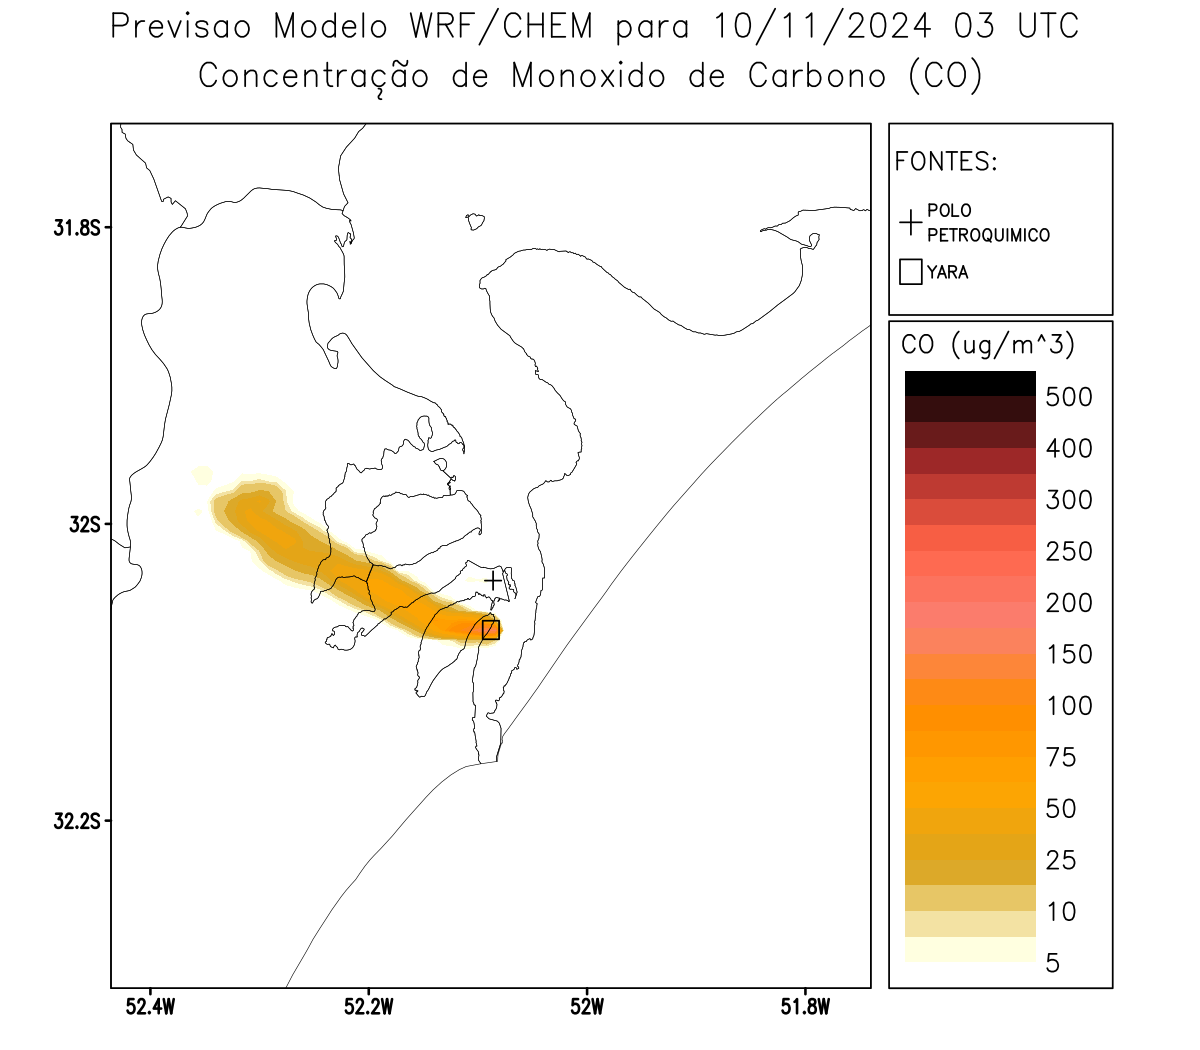 Previsao Modelo WRF/CHEM para 10/11/2024 03 UTC
Concentração de Monoxido de Carbono (CO)
FONTES:
POLO
PETROQUIMICO
YARA
CO (ug/m^3)
500
400
300
250
200
150
100
75
50
25
10
5
31.8S
32S
32.2S
52.4W
52.2W
52W
51.8W